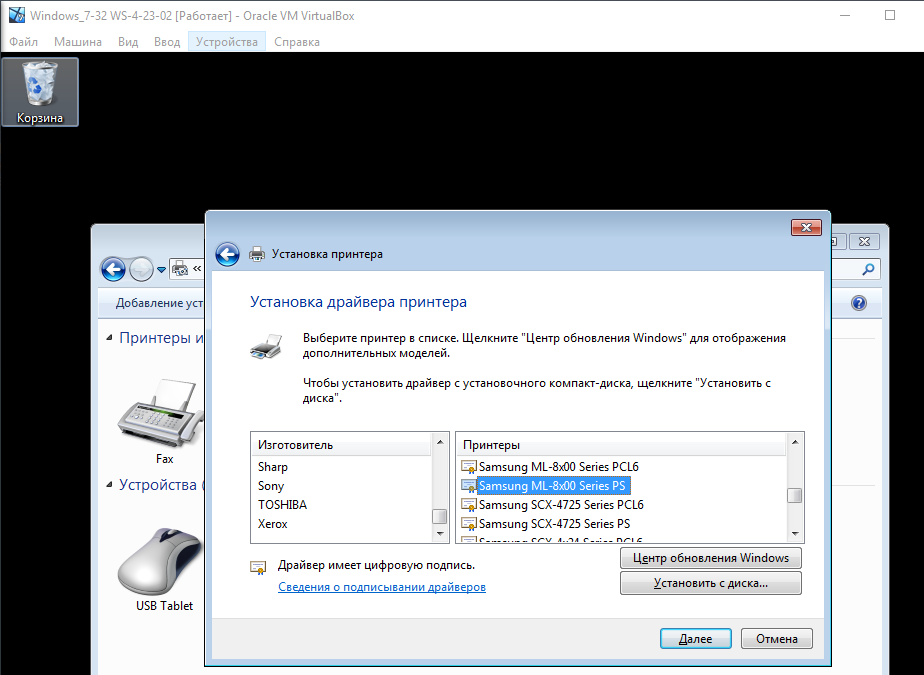 Windows_7-32 WS-4-23-02 [Работает] - Oracle VM VirtualBox
Файл Машина Вид Ввод Устройства Справка
Корзина
Установка принтера
«
Добавление уст
Установка драйвера принтера
Принтеры и
Выберите принтер в списке. Щелкните "Центр обновления Windows" для отображения
дополнительных моделей.
Чтобы установить драйвер с установочного компакт-диска, щелкните "Установить с
диска".
Изготовитель
Sharp
Sony
TOSHIBA
Xerox
Принтеры
Samsung ML-8x00 Series PCL6
Samsung ML-8x00 Series PS
Samsung SCX-4725 Series PCL6
Samsung SCX-4725 Series PS
Samsung SCX-4x24 Series PCL6
Fax
Устройства (
USB Tablet
Драйвер имеет цифровую подпись.
Сведения о подписывании драйверов
Центр обновления Windows
Установить с диска...
Далее
Отмена